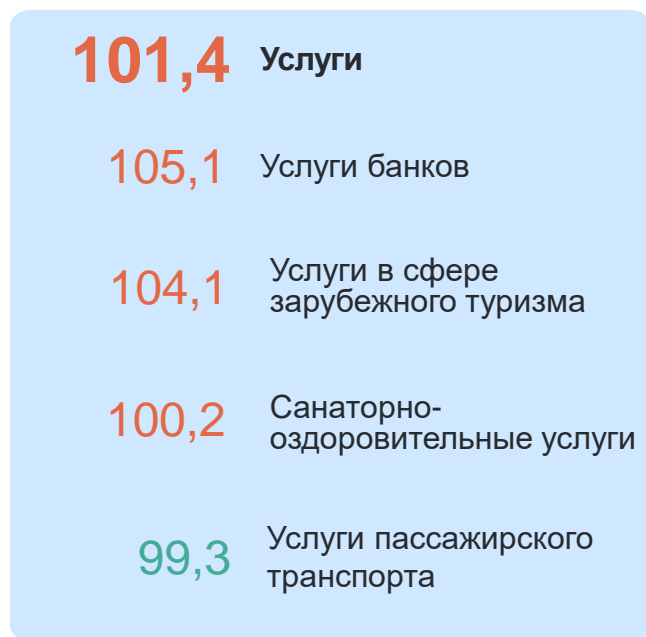 101,4 Услуги
105,1 Услуги банков
104,1 Услуги в сфере
зарубежного туризма
100,2 Санаторно-
оздоровительные услуги
99,3 Услуги пассажирского
транспорта